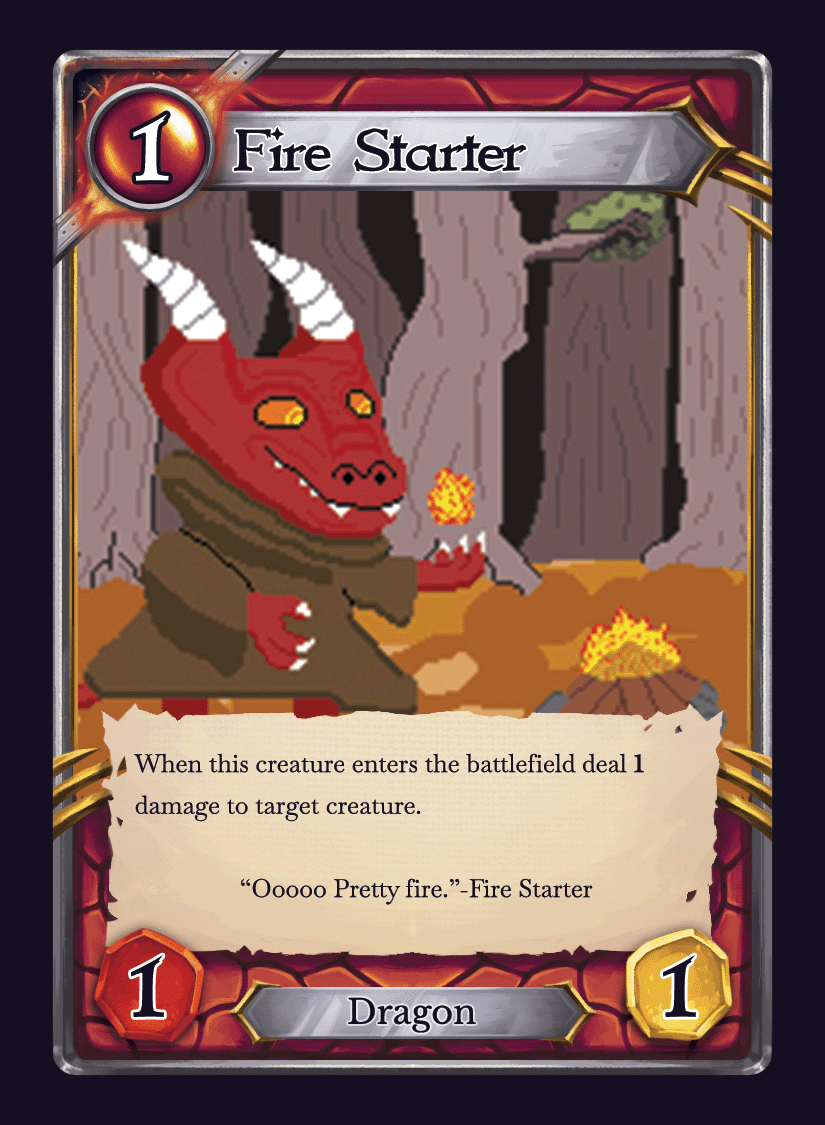 1
Fire Starter
When this creature enters the battlefield deal 1
damage to target creature.
“Ooooo Pretty fire.”-Fire Starter
1
Dragon
1